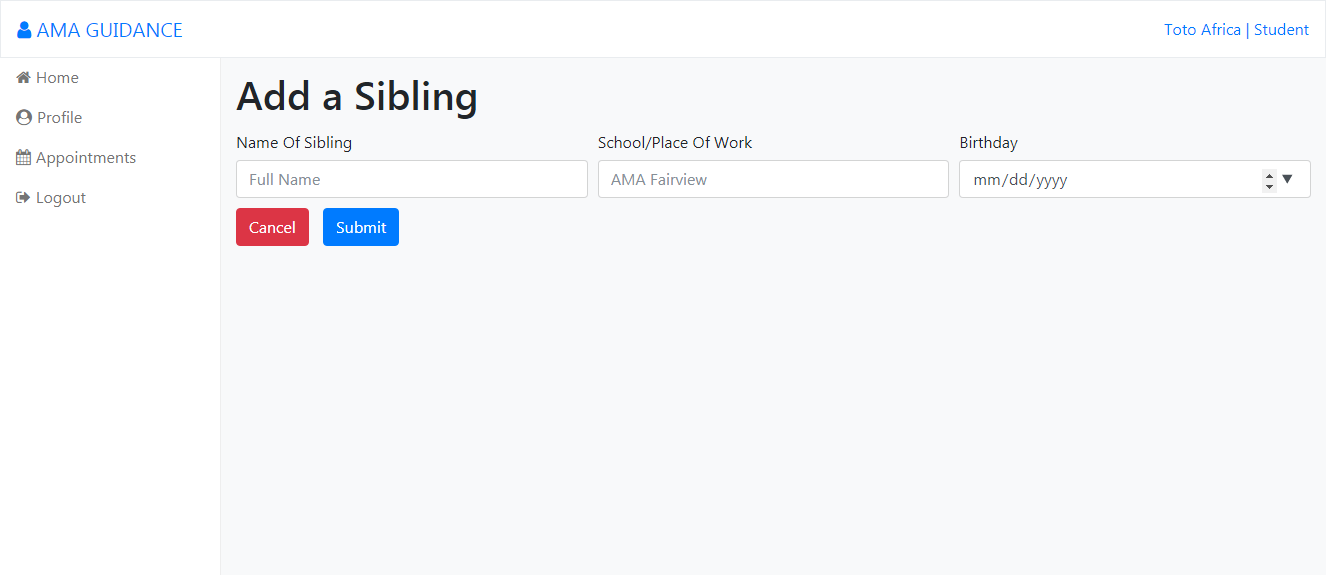 AMA GUIDANCE
Toto Africa | Student
Home
Profile
Appointments
Logout
Add a Sibling
Name Of Sibling
School/Place Of Work
Birthday
Full Name
AMA Fairview
mm/dd/yyyy
Cancel
Submit